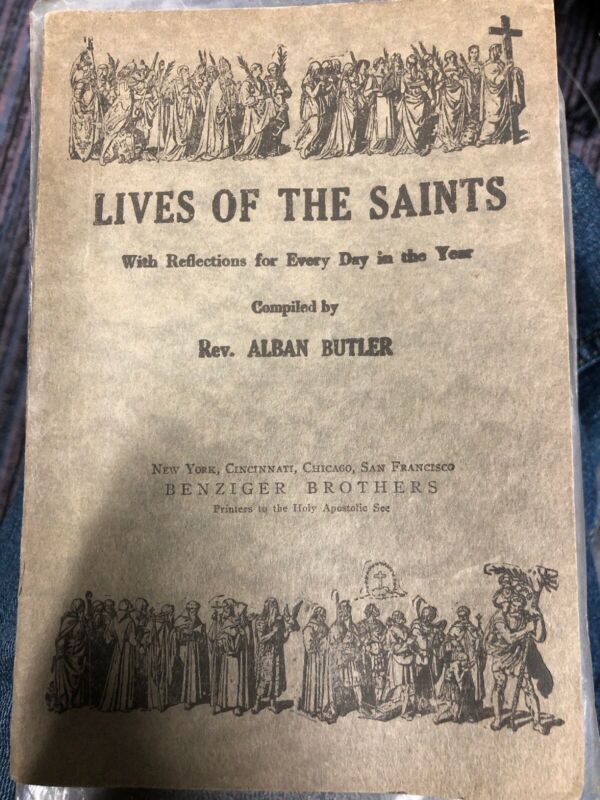 LIVES OF THE SAINTS
With Reflections for Every Day in the Year
Compiled by
Rev. ALBAN BUTLER
NEW YORK, CINCINNATI, CHICAGO, SAN FRANCISCO
BENZIGER BROTHERS
Printers to the Holy Apostolic See